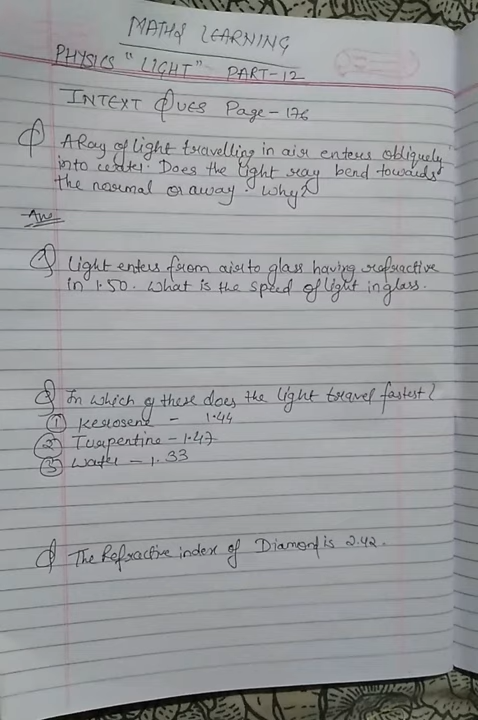 MATHS LEARNING
PHYSICS "LIGHT" PART-12
INTEXT QUES Page-176
Q A Ray of light travelling in air enters obliquely
into water. Does the light ray bend towards
the normal or away. Why?
Ans
Q Light enters from air to glass having refractive
in 1.50. What is the speed of light in glass.
Q In which of these does the light travel fastest?
① Kerosene - 1.44
② Turpentine - 1.47
③ Water - 1.33
Q The Refractive index of Diamond is 2.42.